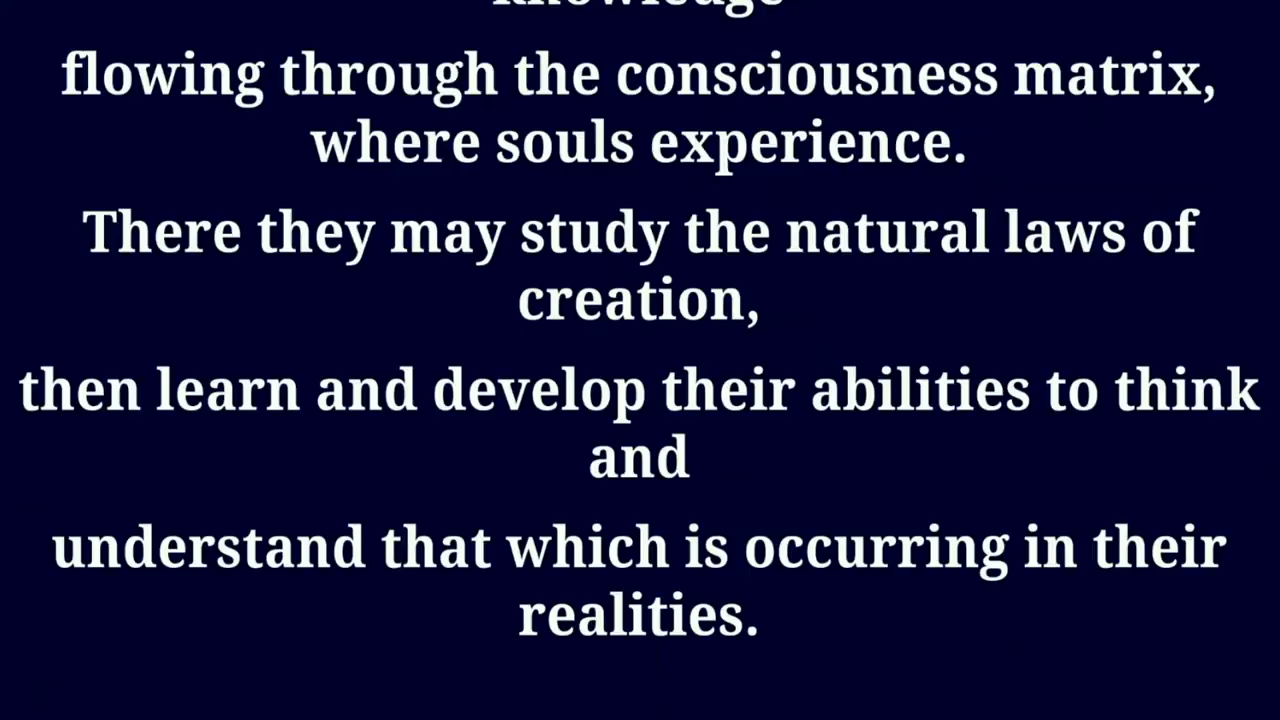 knowledge
flowing through the consciousness matrix,
where souls experience.
There they may study the natural laws of
creation,
then learn and develop their abilities to think
and
understand that which is occurring in their
realities.